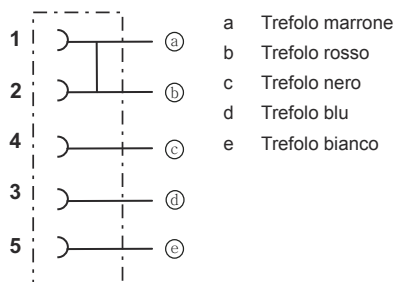 1 ⓐ
2 ⓑ
4 ⓒ
3 ⓓ
5 ⓔ
a Trefolo marrone
b Trefolo rosso
c Trefolo nero
d Trefolo blu
e Trefolo bianco